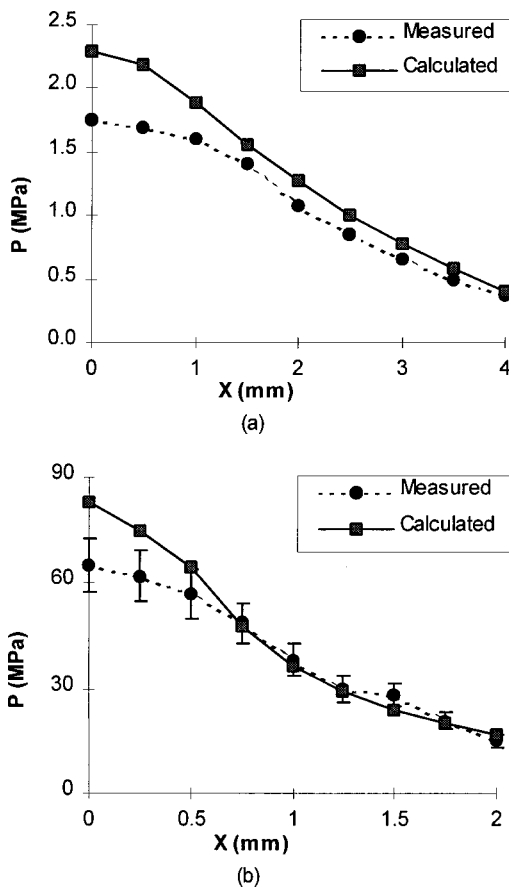 2.5
2.0
1.5
1.0
0.5
0.0
P (MPa)
Measured
Calculated
0 1 2 3 4
X (mm)
(a)
90
60
30
0
P (MPa)
Measured
Calculated
0 0.5 1 1.5 2
X (mm)
(b)